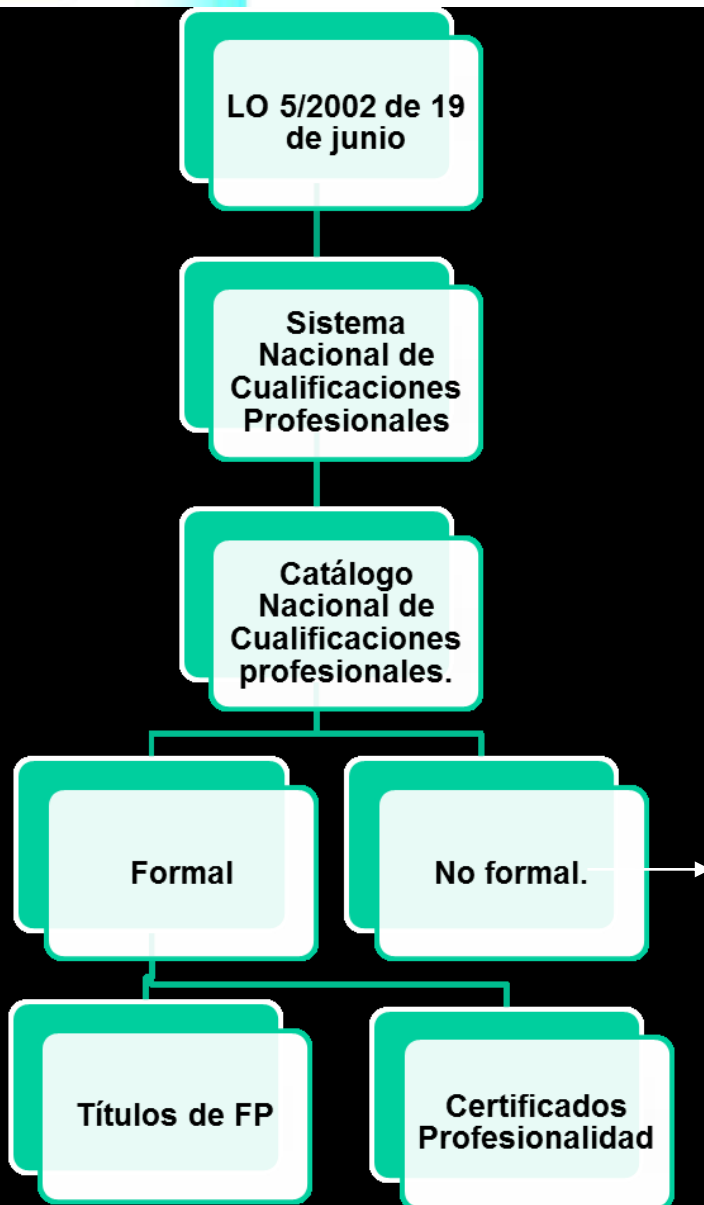 LO 5/2002 de 19
de junio
Sistema
Nacional de
Cualificaciones
Profesionales
Catálogo
Nacional de
Cualificaciones
profesionales.
Formal
No formal.
Títulos de FP
Certificados
Profesionalidad